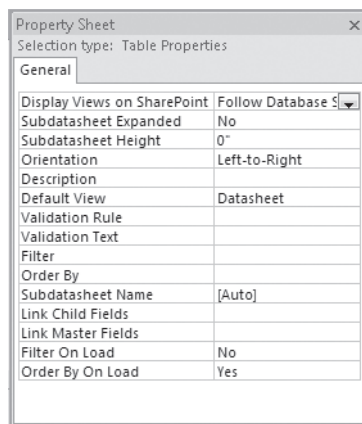 Property Sheet ×
Selection type: Table Properties
General
Display Views on SharePoint Follow Database S
Subdatasheet Expanded No
Subdatasheet Height 0"
Orientation Left-to-Right
Description
Default View Datasheet
Validation Rule
Validation Text
Filter
Order By
Subdatasheet Name [Auto]
Link Child Fields
Link Master Fields
Filter On Load No
Order By On Load Yes